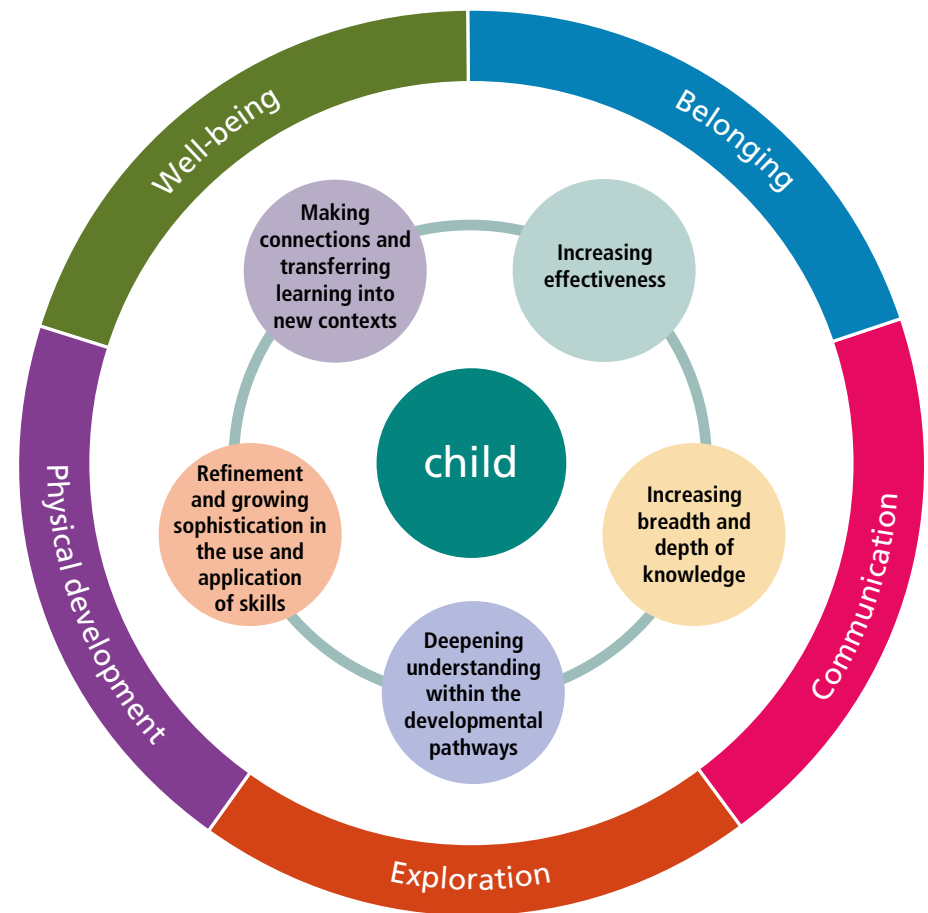 Well-being
Belonging
Making
connections and
transferring
learning into
new contexts
Increasing
effectiveness
child
Refinement
and growing
sophistication in
the use and
application
of skills
Increasing
breadth and
depth of
knowledge
Deepening
understanding
within the
developmental
pathways
Physical development
Communication
Exploration